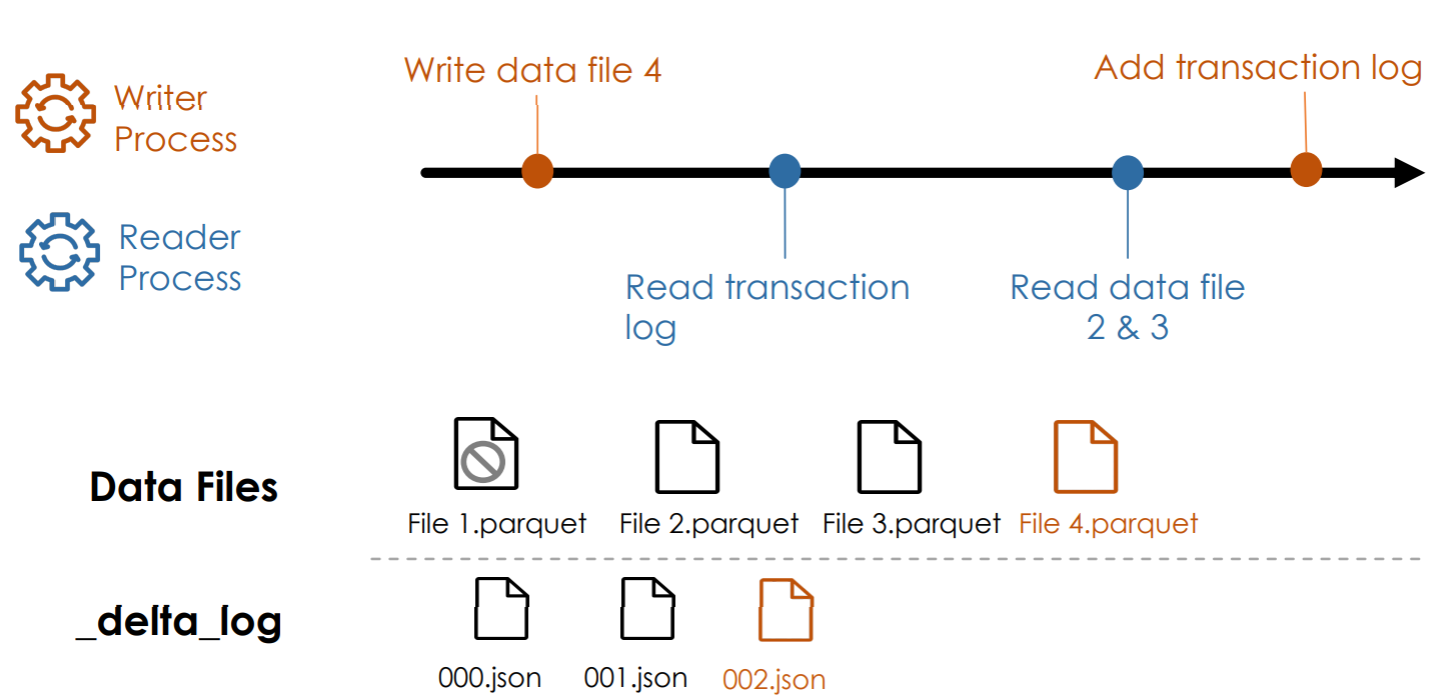 Write data file 4
Add transaction log
Writer
Process
Reader
Process
Read transaction
log
Read data file
2 & 3
Data Files
File 1.parquet
File 2.parquet
File 3.parquet
File 4.parquet
_delta_log
000.json
001.json
002.json